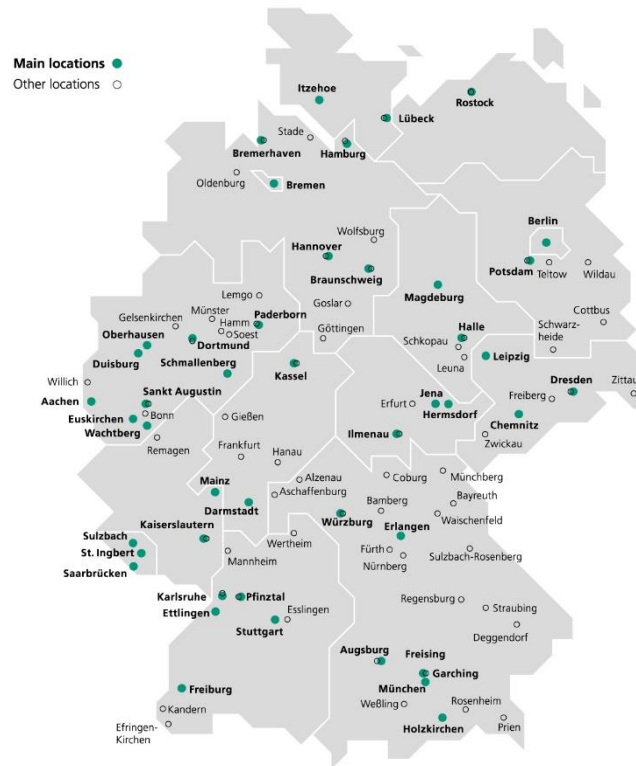 Main locations
Other locations
Itzehoe
Rostock
Lübeck
Stade
Bremerhaven
Hamburg
Oldenburg
Bremen
Wolfsburg
Berlin
Hannover
Braunschweig
Potsdam
Teltow
Wildau
Lemgo
Magdeburg
Goslar
Münster
Paderborn
Gelsenkirchen
Hamm
Cottbus
Oberhausen
Soest
Göttingen
Halle
Schwarz-
heide
Dortmund
Schkopau
Leipzig
Duisburg
Schmallenberg
Kassel
Leuna
Willich
Dresden
Zittau
Aachen
Sankt Augustin
Jena
Erfurt
Freiberg
Bonn
Hermsdorf
Euskirchen
Gießen
Chemnitz
Wachtberg
Ilmenau
Remagen
Zwickau
Frankfurt
Hanau
Mainz
Alzenau
Coburg
Münchberg
Aschaffenburg
Bamberg
Bayreuth
Darmstadt
Würzburg
Waischenfeld
Kaiserslautern
Erlangen
Sulzbach
Wertheim
St. Ingbert
Mannheim
Fürth
Nürnberg
Sulzbach-Rosenberg
Saarbrücken
Karlsruhe
Pfinztal
Regensburg
Ettlingen
Esslingen
Straubing
Stuttgart
Deggendorf
Augsburg
Freising
Garching
Freiburg
München
Kandern
Weßling
Rosenheim
Efringen-
Kirchen
Holzkirchen
Prien